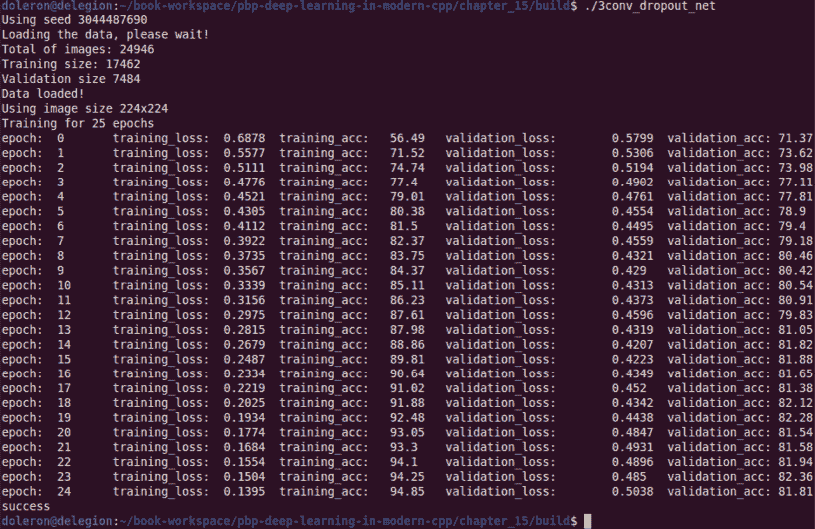 doleron@delegion:~/book-workspace/pbp-deep-learning-in-modern-cpp/chapter_15/build$ ./3conv_dropout_net
Using seed 3044487690
Loading the data, please wait!
Total of images: 24946
Training size: 17462
Validation size 7484
Data loaded!
Using image size 224x224
Training for 25 epochs
epoch: 0 training_loss: 0.6878 training_acc: 56.49 validation_loss: 0.5799 validation_acc: 71.37
epoch: 1 training_loss: 0.5577 training_acc: 71.52 validation_loss: 0.5306 validation_acc: 73.62
epoch: 2 training_loss: 0.5111 training_acc: 74.74 validation_loss: 0.5194 validation_acc: 73.98
epoch: 3 training_loss: 0.4776 training_acc: 77.4 validation_loss: 0.4902 validation_acc: 77.11
epoch: 4 training_loss: 0.4521 training_acc: 79.01 validation_loss: 0.4761 validation_acc: 77.81
epoch: 5 training_loss: 0.4305 training_acc: 80.38 validation_loss: 0.4554 validation_acc: 78.9
epoch: 6 training_loss: 0.4112 training_acc: 81.5 validation_loss: 0.4495 validation_acc: 79.4
epoch: 7 training_loss: 0.3922 training_acc: 82.37 validation_loss: 0.4559 validation_acc: 79.18
epoch: 8 training_loss: 0.3735 training_acc: 83.75 validation_loss: 0.4321 validation_acc: 80.46
epoch: 9 training_loss: 0.3567 training_acc: 84.37 validation_loss: 0.429 validation_acc: 80.42
epoch: 10 training_loss: 0.3339 training_acc: 85.11 validation_loss: 0.4313 validation_acc: 80.54
epoch: 11 training_loss: 0.3156 training_acc: 86.23 validation_loss: 0.4373 validation_acc: 80.91
epoch: 12 training_loss: 0.2975 training_acc: 87.61 validation_loss: 0.4596 validation_acc: 79.83
epoch: 13 training_loss: 0.2815 training_acc: 87.98 validation_loss: 0.4319 validation_acc: 81.05
epoch: 14 training_loss: 0.2679 training_acc: 88.86 validation_loss: 0.4207 validation_acc: 81.82
epoch: 15 training_loss: 0.2487 training_acc: 89.81 validation_loss: 0.4223 validation_acc: 81.88
epoch: 16 training_loss: 0.2334 training_acc: 90.64 validation_loss: 0.4349 validation_acc: 81.65
epoch: 17 training_loss: 0.2219 training_acc: 91.02 validation_loss: 0.452 validation_acc: 81.38
epoch: 18 training_loss: 0.2025 training_acc: 91.88 validation_loss: 0.4342 validation_acc: 82.12
epoch: 19 training_loss: 0.1934 training_acc: 92.48 validation_loss: 0.4438 validation_acc: 82.28
epoch: 20 training_loss: 0.1774 training_acc: 93.05 validation_loss: 0.4847 validation_acc: 81.54
epoch: 21 training_loss: 0.1684 training_acc: 93.3 validation_loss: 0.4931 validation_acc: 81.58
epoch: 22 training_loss: 0.1554 training_acc: 94.1 validation_loss: 0.4896 validation_acc: 81.94
epoch: 23 training_loss: 0.1504 training_acc: 94.25 validation_loss: 0.485 validation_acc: 82.36
epoch: 24 training_loss: 0.1395 training_acc: 94.85 validation_loss: 0.5038 validation_acc: 81.81
success
doleron@delegion:~/book-workspace/pbp-deep-learning-in-modern-cpp/chapter_15/build$